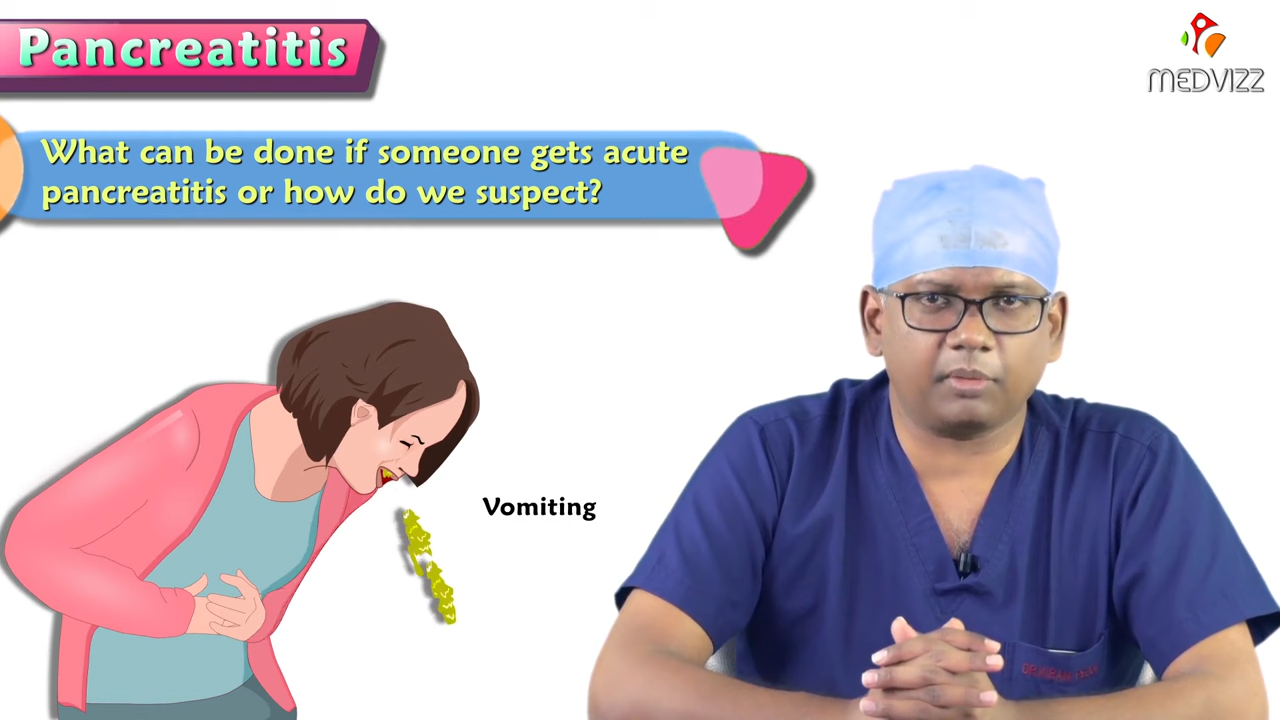 Pancreatitis
MEDVIZZ
What can be done if someone gets acute
pancreatitis or how do we suspect?
Vomiting